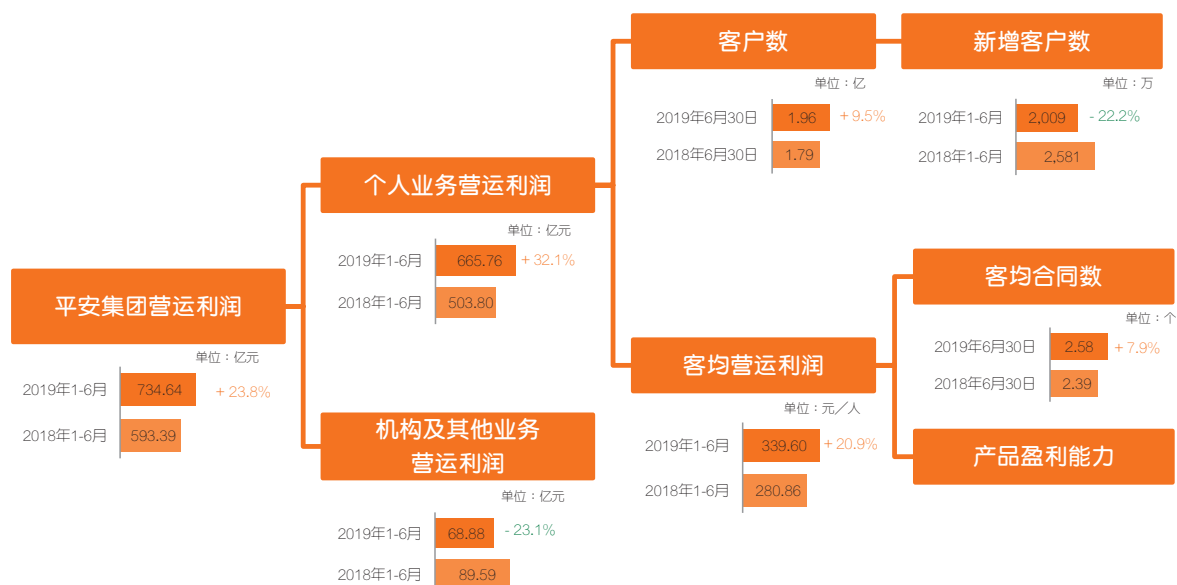 平安集团营运利润
单位：亿元
2019年1-6月 734.64 + 23.8%
2018年1-6月 593.39
个人业务营运利润
单位：亿元
2019年1-6月 665.76 + 32.1%
2018年1-6月 503.80
机构及其他业务
营运利润
单位：亿元
2019年1-6月 68.88 - 23.1%
2018年1-6月 89.59
客户数
单位：亿
2019年6月30日 1.96 + 9.5%
2018年6月30日 1.79
新增客户数
单位：万
2019年1-6月 2,009 - 22.2%
2018年1-6月 2,581
客均营运利润
单位：元／人
2019年1-6月 339.60 + 20.9%
2018年1-6月 280.86
客均合同数
单位：个
2019年6月30日 2.58 + 7.9%
2018年6月30日 2.39
产品盈利能力